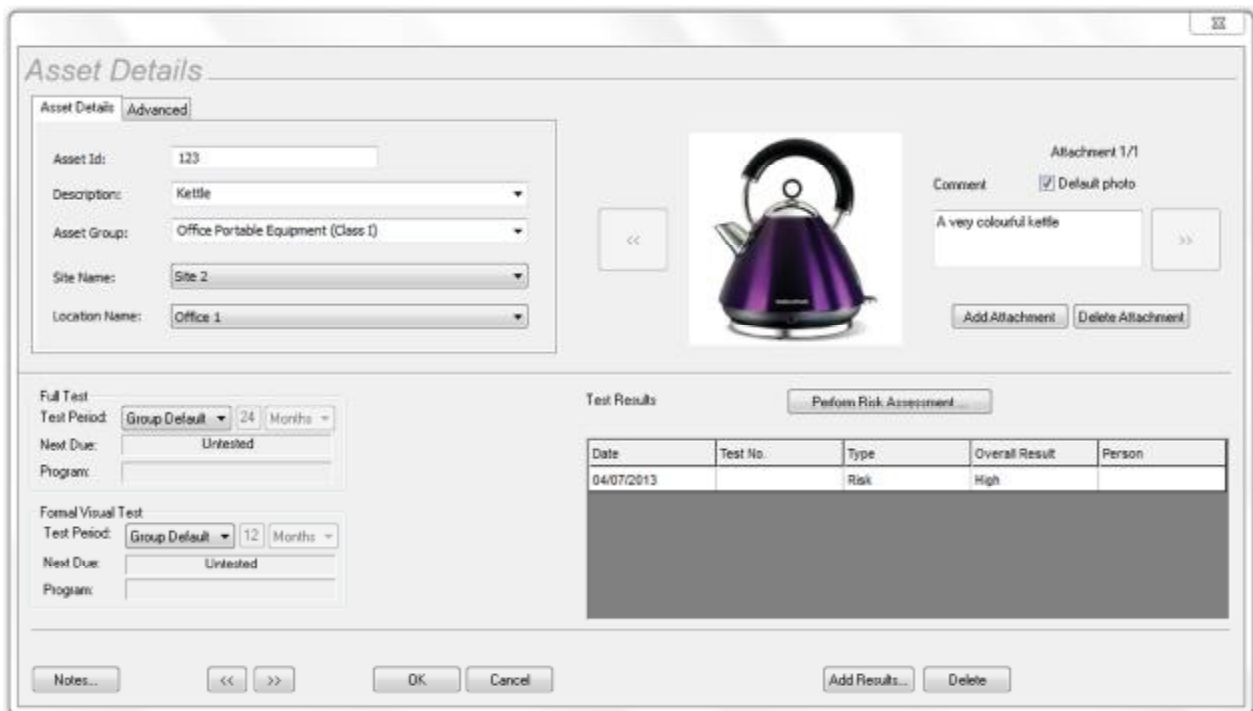 Asset Details
Asset Details Advanced
Asset Id: 123
Description: Kettle
Asset Group: Office Portable Equipment (Class I)
Site Name: Site 2
Location Name: Office 1
<<
Attachment 1/1
Comment Default photo
A very colourful kettle
>>
Add Attachment Delete Attachment
Full Test
Test Period: Group Default 24 Months
Next Due: Untested
Program:
Formal Visual Test
Test Period: Group Default 12 Months
Next Due: Untested
Program:
Test Results Perform Risk Assessment ...
Date Test No. Type Overall Result Person
04/07/2013 Risk High
Notes... << >> OK Cancel Add Results... Delete